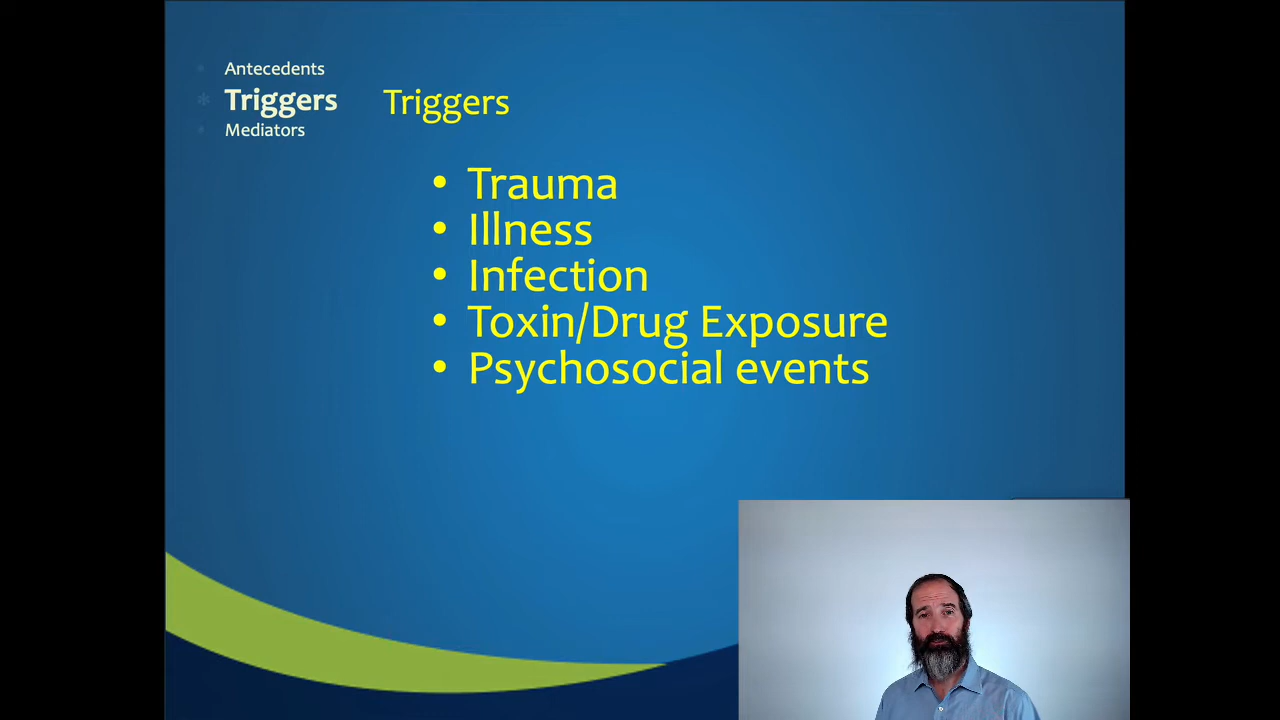 Antecedents
Triggers
Mediators
Triggers
• Trauma
• Illness
• Infection
• Toxin/Drug Exposure
• Psychosocial events